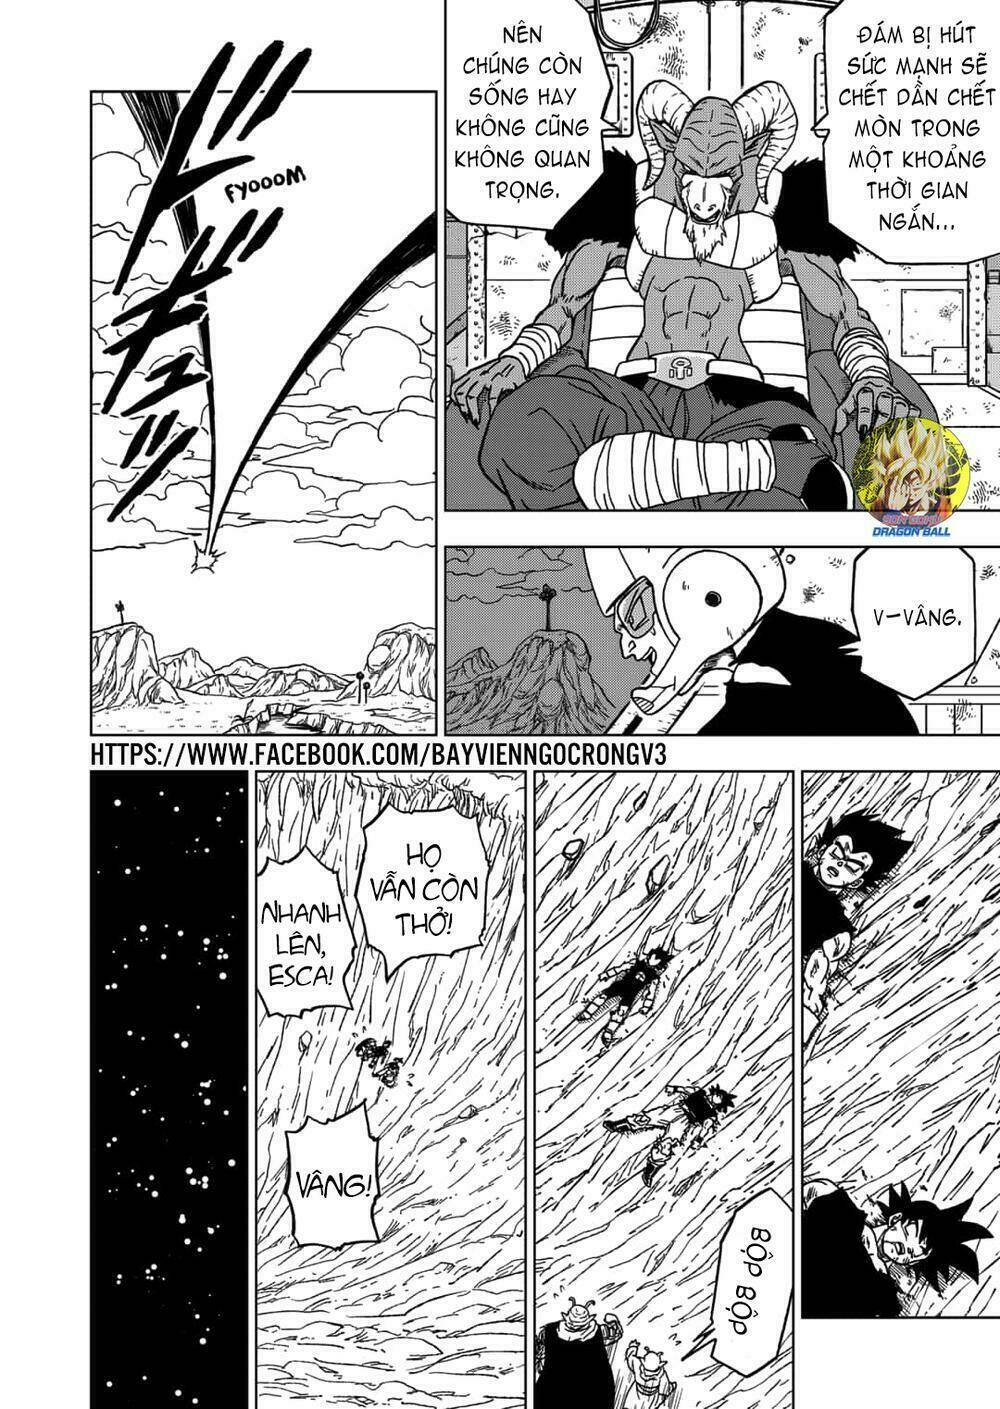 ĐÁM BỊ HÚT
SỨC MẠNH SẼ
CHẾT DẦN CHẾT
MÒN TRONG
MỘT KHOẢNG
THỜI GIAN
NGẮN...
NÊN
CHÚNG CÒN
SỐNG HAY
KHÔNG CŨNG
KHÔNG QUAN
TRỌNG.
SON GOKU
DRAGON BALL
V-VÂNG.
ドドギュン
FYOOOM
HTTPS://WWW.FACEBOOK.COM/BAYVIENNGOCRONGV3
BỘP BỘP
HỌ
VẪN CÒN
THỞ!
NHANH
LÊN,
ESCA!
VÂNG!